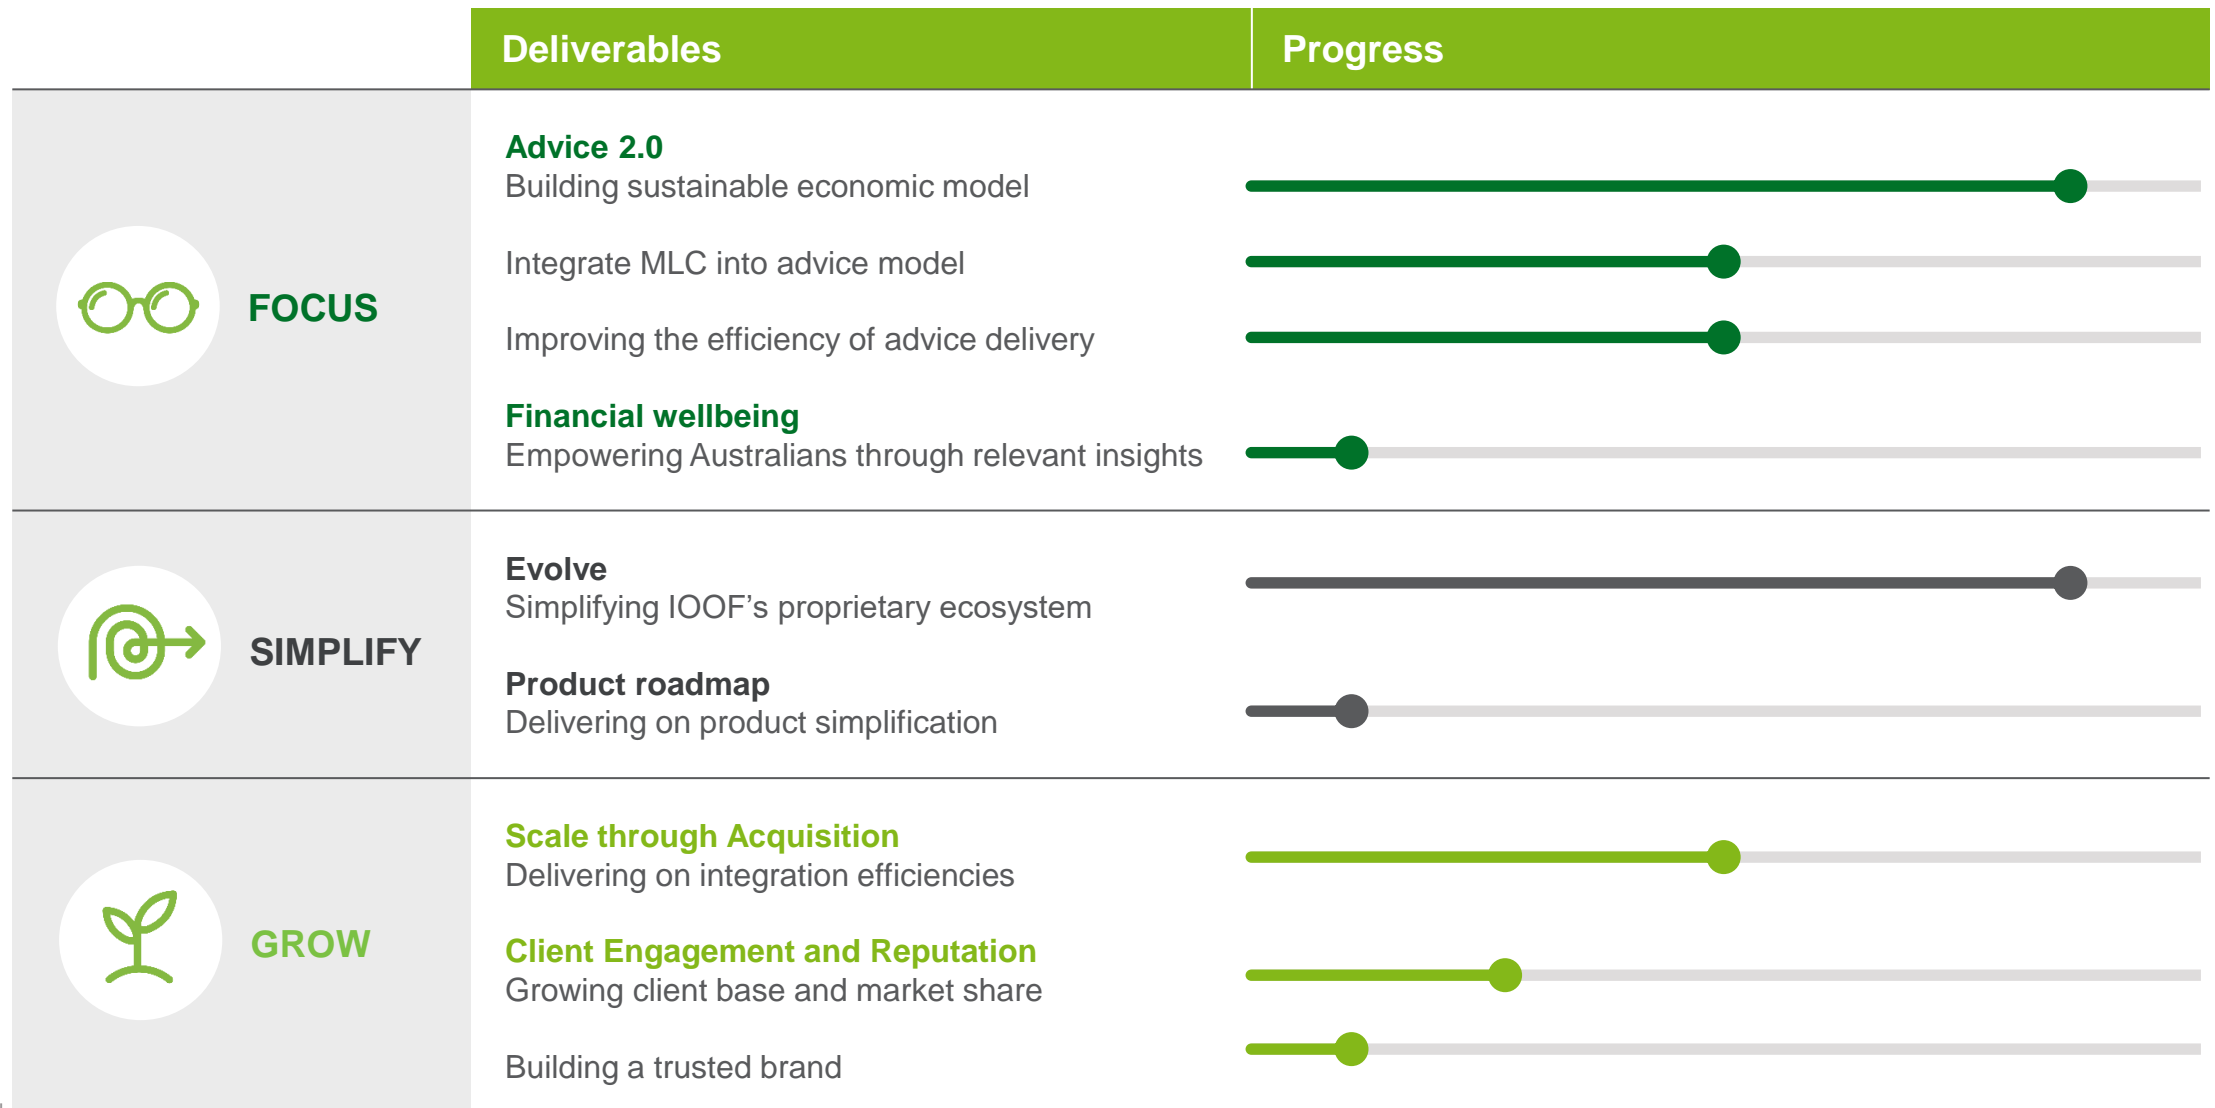 Deliverables
Progress
FOCUS
Advice 2.0
Building sustainable economic model
Integrate MLC into advice model
Improving the efficiency of advice delivery
Financial wellbeing
Empowering Australians through relevant insights
SIMPLIFY
Evolve
Simplifying IOOF’s proprietary ecosystem
Product roadmap
Delivering on product simplification
GROW
Scale through Acquisition
Delivering on integration efficiencies
Client Engagement and Reputation
Growing client base and market share
Building a trusted brand